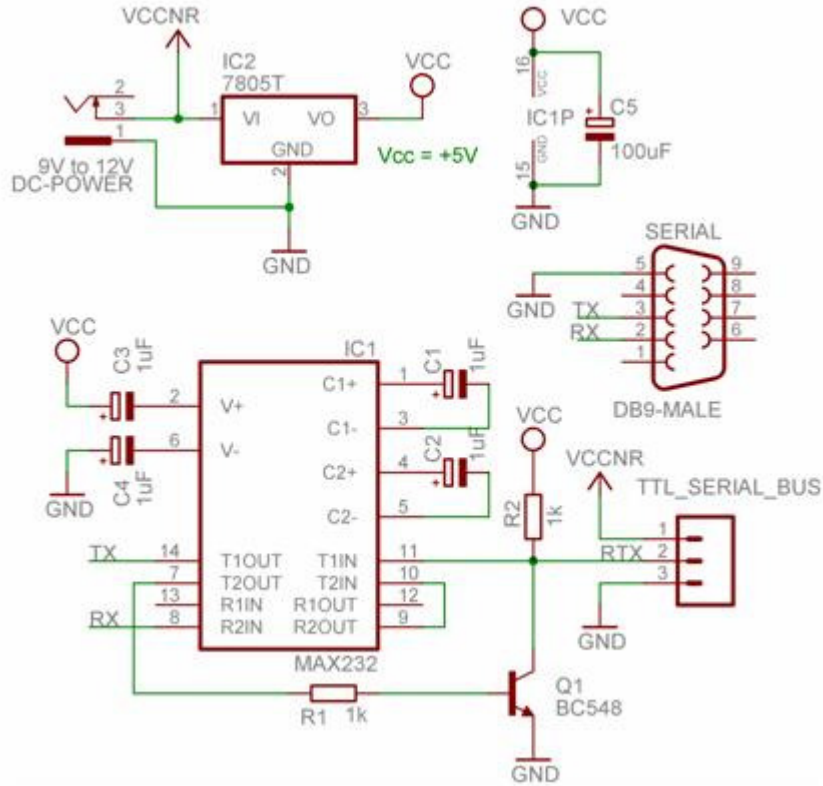 VCCNR
IC2
7805T
VCC
2
3
1
1
VI
VO
3
GND
2
9V to 12V
DC-POWER
Vcc = +5V
GND
VCC
16
VCC
IC1P
C5
100uF
GND
15
GND
SERIAL
5
9
4
8
TX
3
7
RX
2
6
1
GND
DB9-MALE
VCC
C3
1uF
IC1
C1
1uF
2
V+
C1+
1
6
V-
C1-
3
C4
1uF
GND
C2+
4
C2
1uF
C2-
5
TX
14
T1OUT
T1IN
11
7
T2OUT
T2IN
10
13
R1IN
R1OUT
12
RX
8
R2IN
R2OUT
9
MAX232
VCC
R2
1k
VCCNR
TTL_SERIAL_BUS
1
RTX
2
3
GND
R1
1k
Q1
BC548
GND